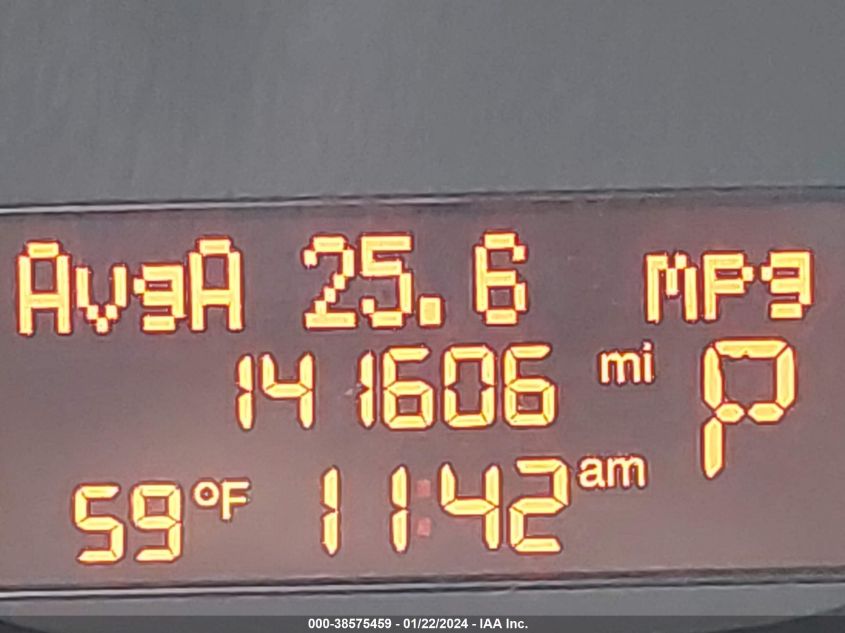 AvgA 25.6 mpg
141606 mi P
59°F 11:42 am
000-38575459 - 01/22/2024 - IAA Inc.